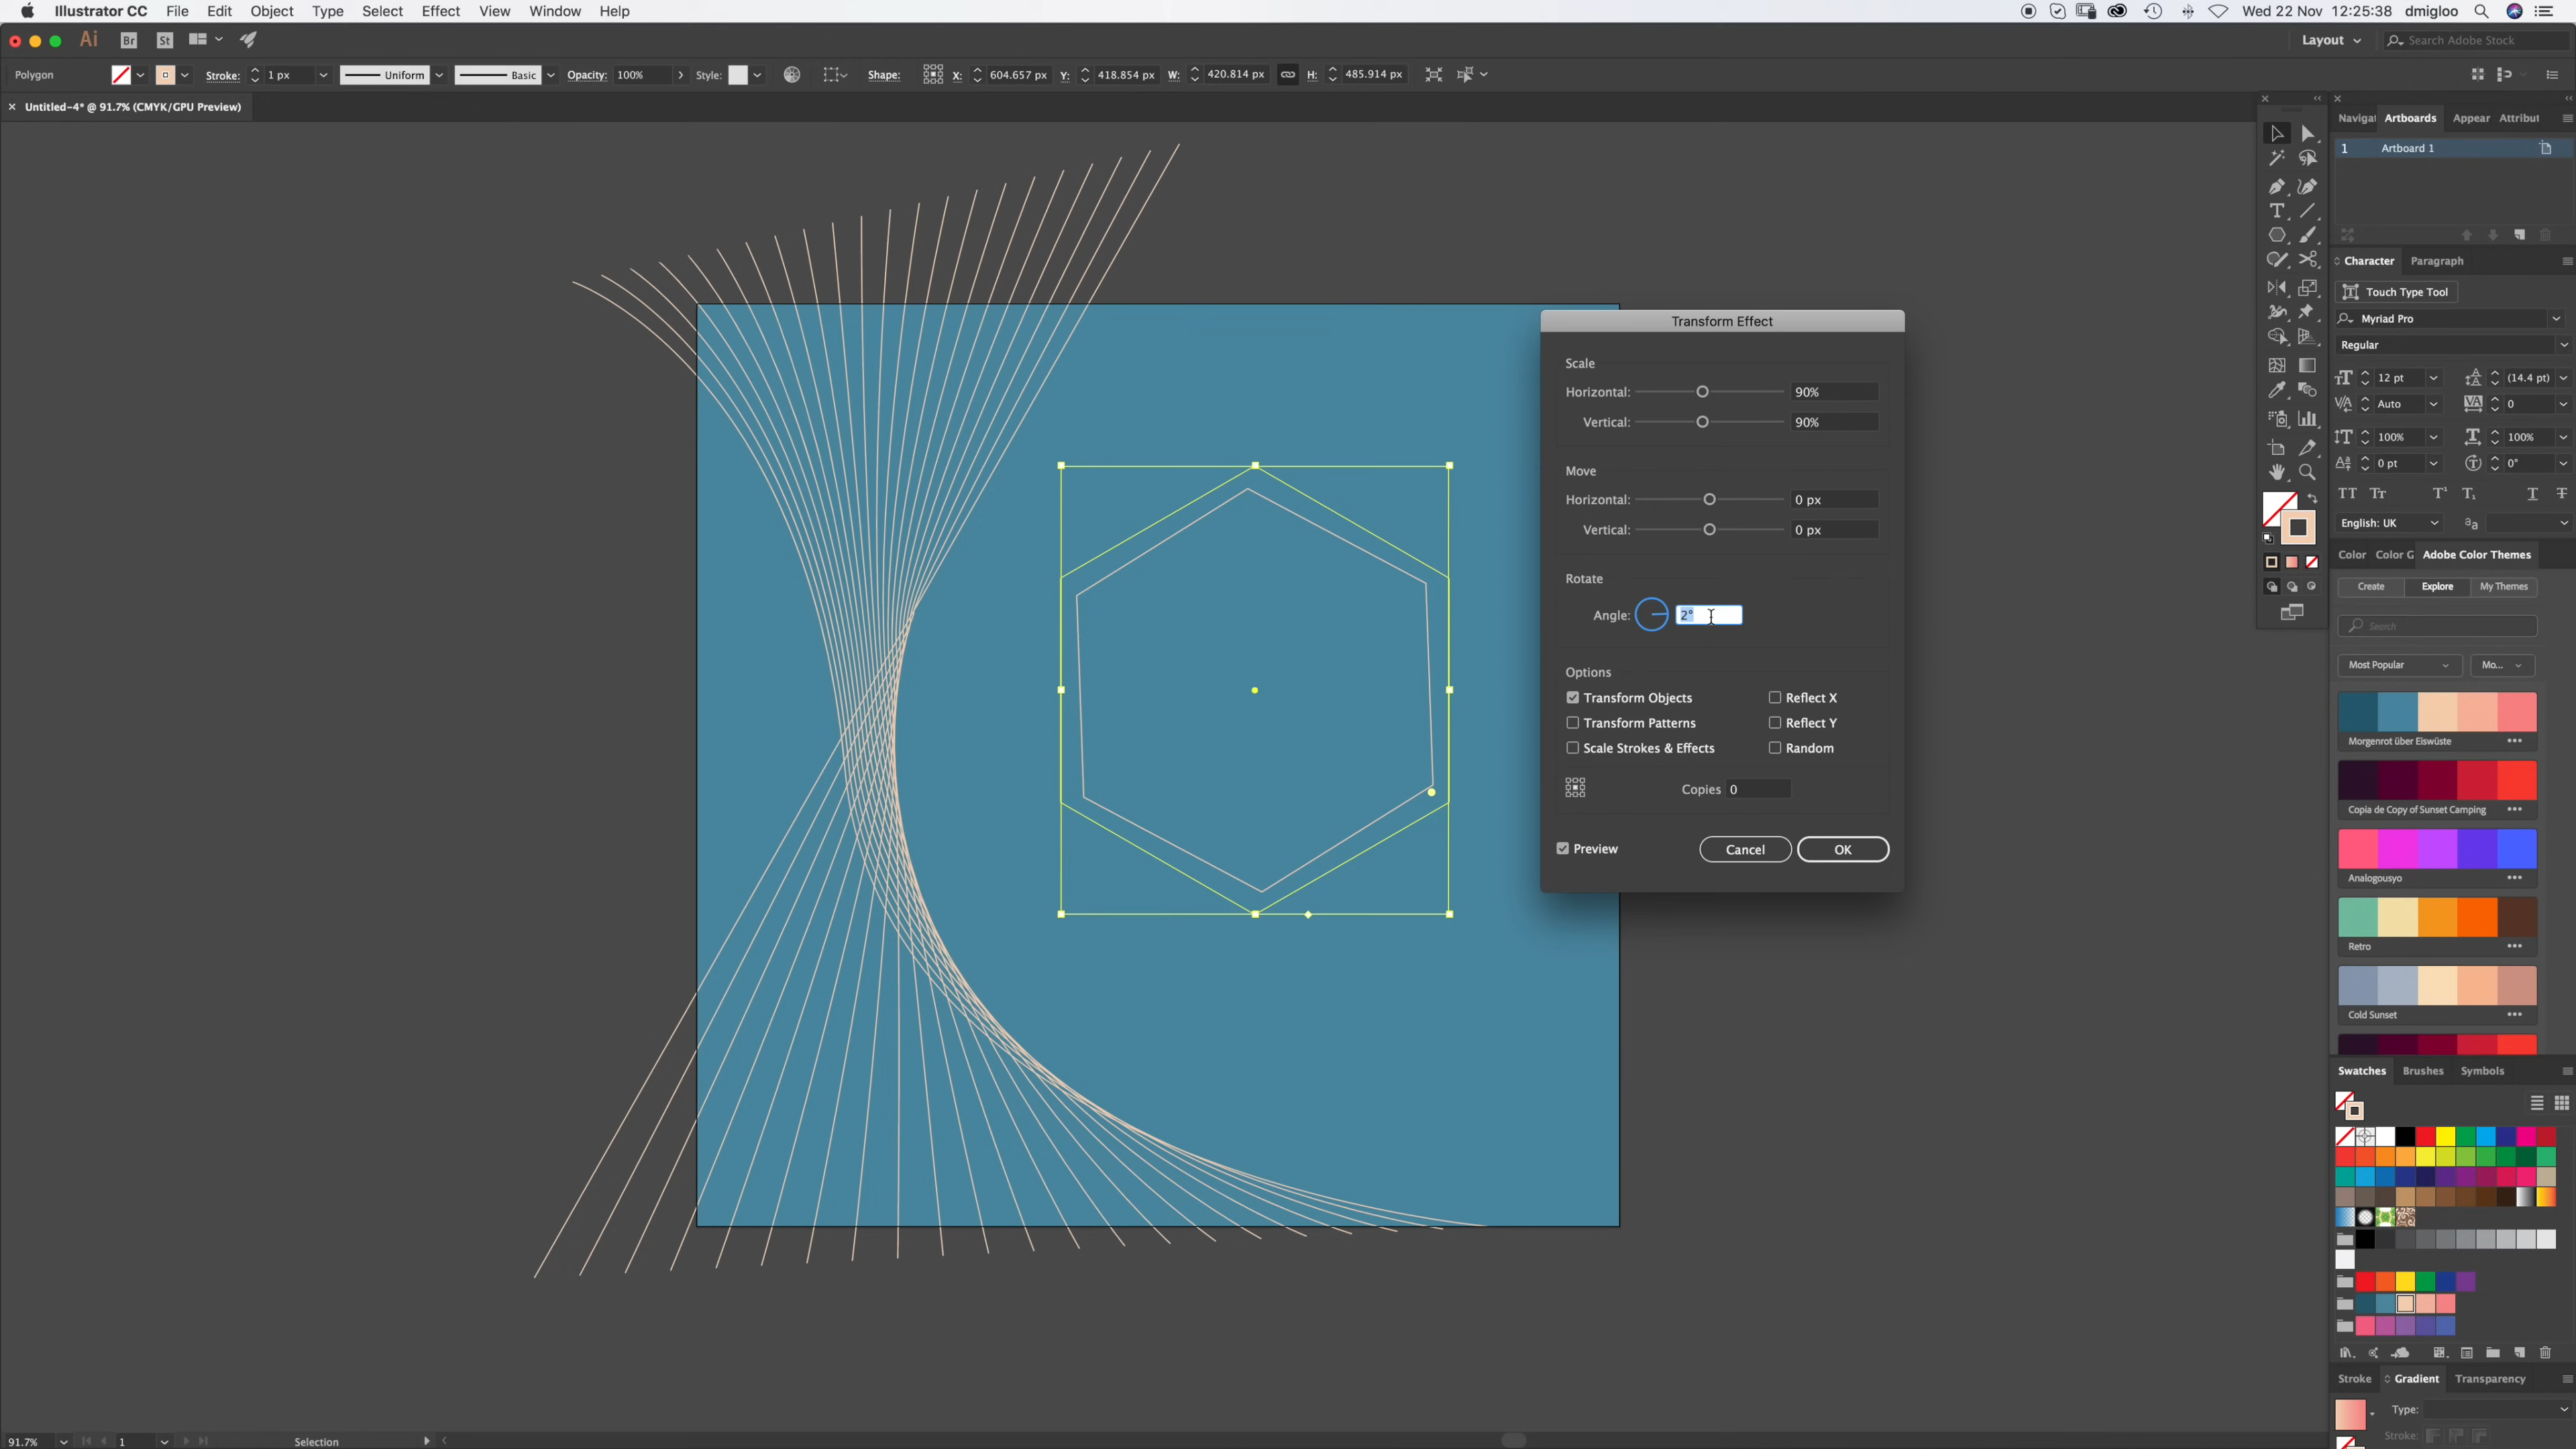 Illustrator CC File Edit Object Type Select Effect View Window Help
Wed 22 Nov 12:25:38 dmigloo
Ai Br St
Layout
Search Adobe Stock
Polygon Stroke: 1 px Uniform Basic Opacity: 100% Style: Shape: X: 604.657 px Y: 418.854 px W: 420.814 px H: 485.914 px
× Untitled-4* @ 91.7% (CMYK/GPU Preview)
Navigat Artboards Appear Attribut
1 Artboard 1
Character Paragraph
Touch Type Tool
Myriad Pro
Regular
12 pt (14.4 pt)
Auto 0
100% 100%
0 pt 0°
English: UK
Color Color G Adobe Color Themes
Create Explore My Themes
Search
Most Popular Mo...
Morgenrot über Eiswüste
Copia de Copy of Sunset Camping
Analogousyo
Retro
Cold Sunset
Swatches Brushes Symbols
Stroke Gradient Transparency
Type:
Stroke:
Transform Effect
Scale
Horizontal: 90%
Vertical: 90%
Move
Horizontal: 0 px
Vertical: 0 px
Rotate
Angle: 2°
Options
Transform Objects Reflect X
Transform Patterns Reflect Y
Scale Strokes & Effects Random
Copies 0
Preview Cancel OK
91.7% 1 Selection